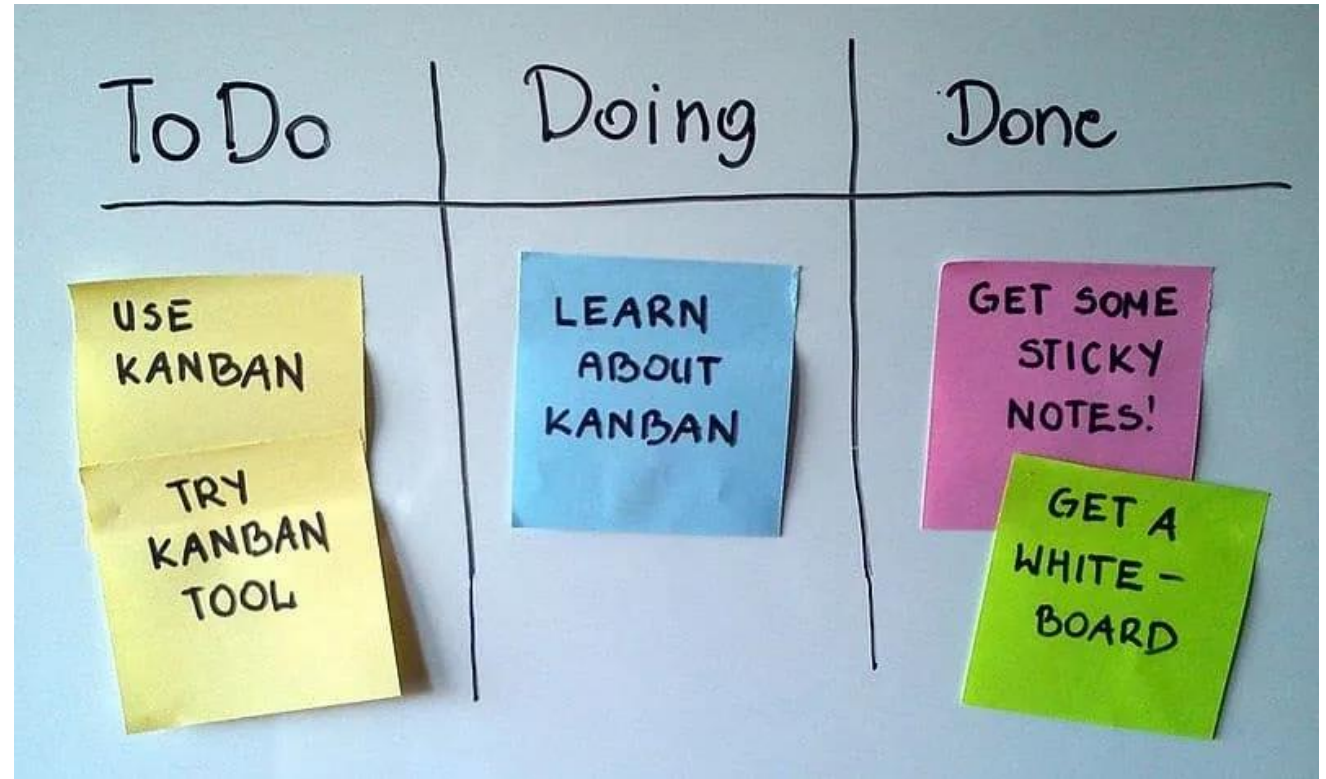 To Do
Doing
Done
USE
KANBAN
TRY
KANBAN
TOOL
LEARN
ABOUT
KANBAN
GET SOME
STICKY
NOTES!
GET A
WHITE-
BOARD